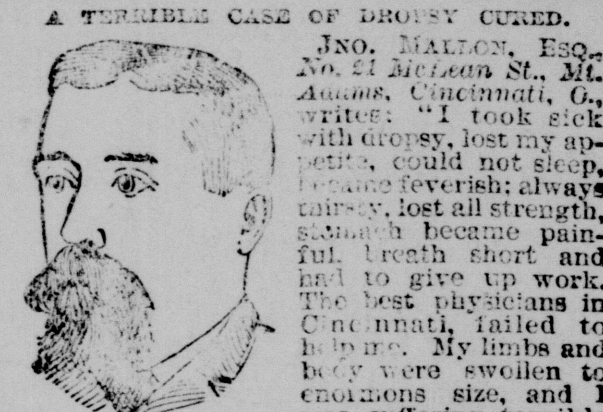 A TERRIBLE CASE OF DROPSY CURED.
JNO. MALLON, ESQ.,
No. 21 McLean St., Mt.
Adams, Cincinnati, O.,
writes: "I took sick
with dropsy, lost my ap-
petite, could not sleep,
became feverish; always
thirsty, lost all strength,
stomach became pain-
ful. breath short and
had to give up work.
The best physicians in
Cincinnati, failed to
help me. My limbs and
body were swollen to
enormous size, and I